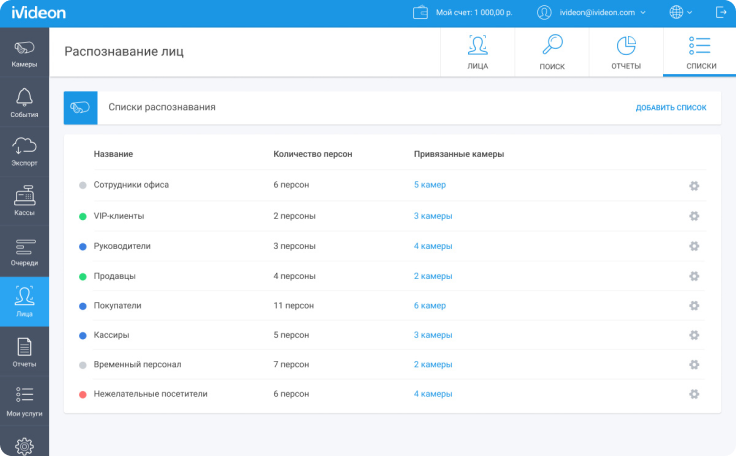 iVideon
Мой счет: 1 000,00 р.
ivideon@ivideon.com
Камеры
События
Экспорт
Кассы
Очереди
Лица
Отчеты
Мои услуги
Распознавание лиц
ЛИЦА
ПОИСК
ОТЧЕТЫ
СПИСКИ
Списки распознавания
ДОБАВИТЬ СПИСОК
Название Количество персон Привязанные камеры
Сотрудники офиса 6 персон 5 камер
VIP-клиенты 2 персоны 3 камеры
Руководители 3 персоны 4 камеры
Продавцы 4 персоны 2 камеры
Покупатели 11 персон 6 камер
Кассиры 5 персон 3 камеры
Временный персонал 7 персон 2 камеры
Нежелательные посетители 6 персон 4 камеры